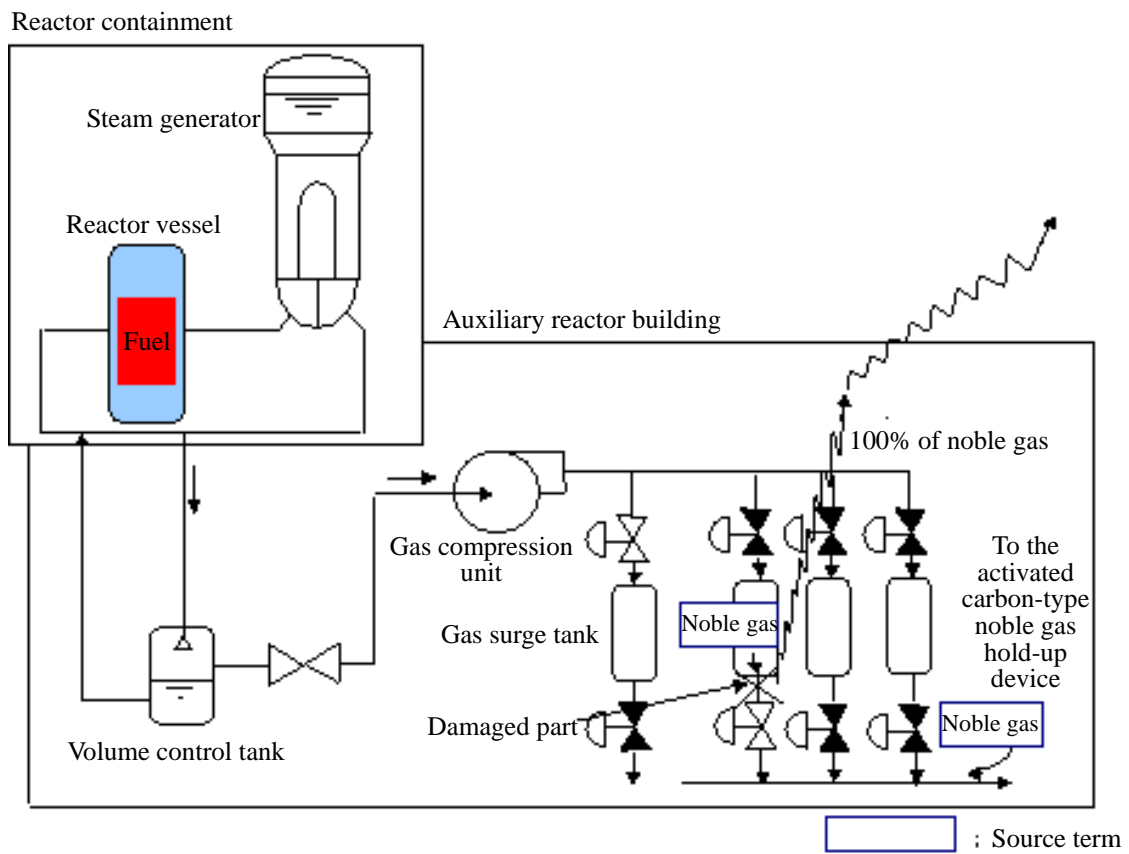 Reactor containment
Steam generator
Reactor vessel
Fuel
Auxiliary reactor building
100% of noble gas
Gas compression
unit
To the
activated
carbon-type
noble gas
hold-up
device
Gas surge tank
Noble gas
Damaged part
Noble gas
Volume control tank
; Source term